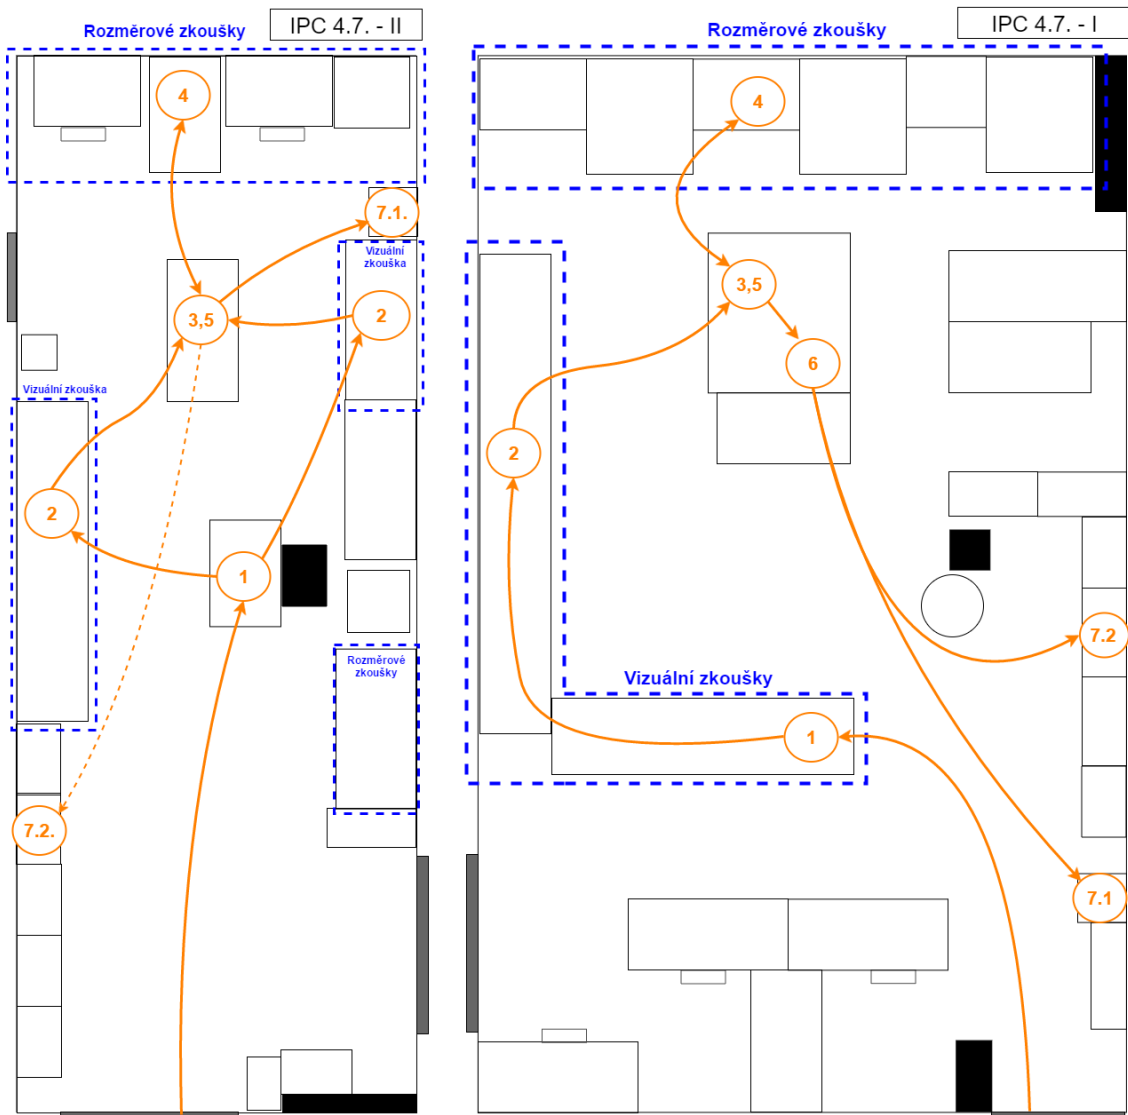 IPC 4.7. - II
Rozměrové zkoušky
4
7.1.
Vizuální
zkouška
2
3,5
Vizuální zkouška
2
1
Rozměrové
zkoušky
7.2.
IPC 4.7. - I
Rozměrové zkoušky
4
3,5
6
2
7.2
Vizuální zkoušky
1
7.1